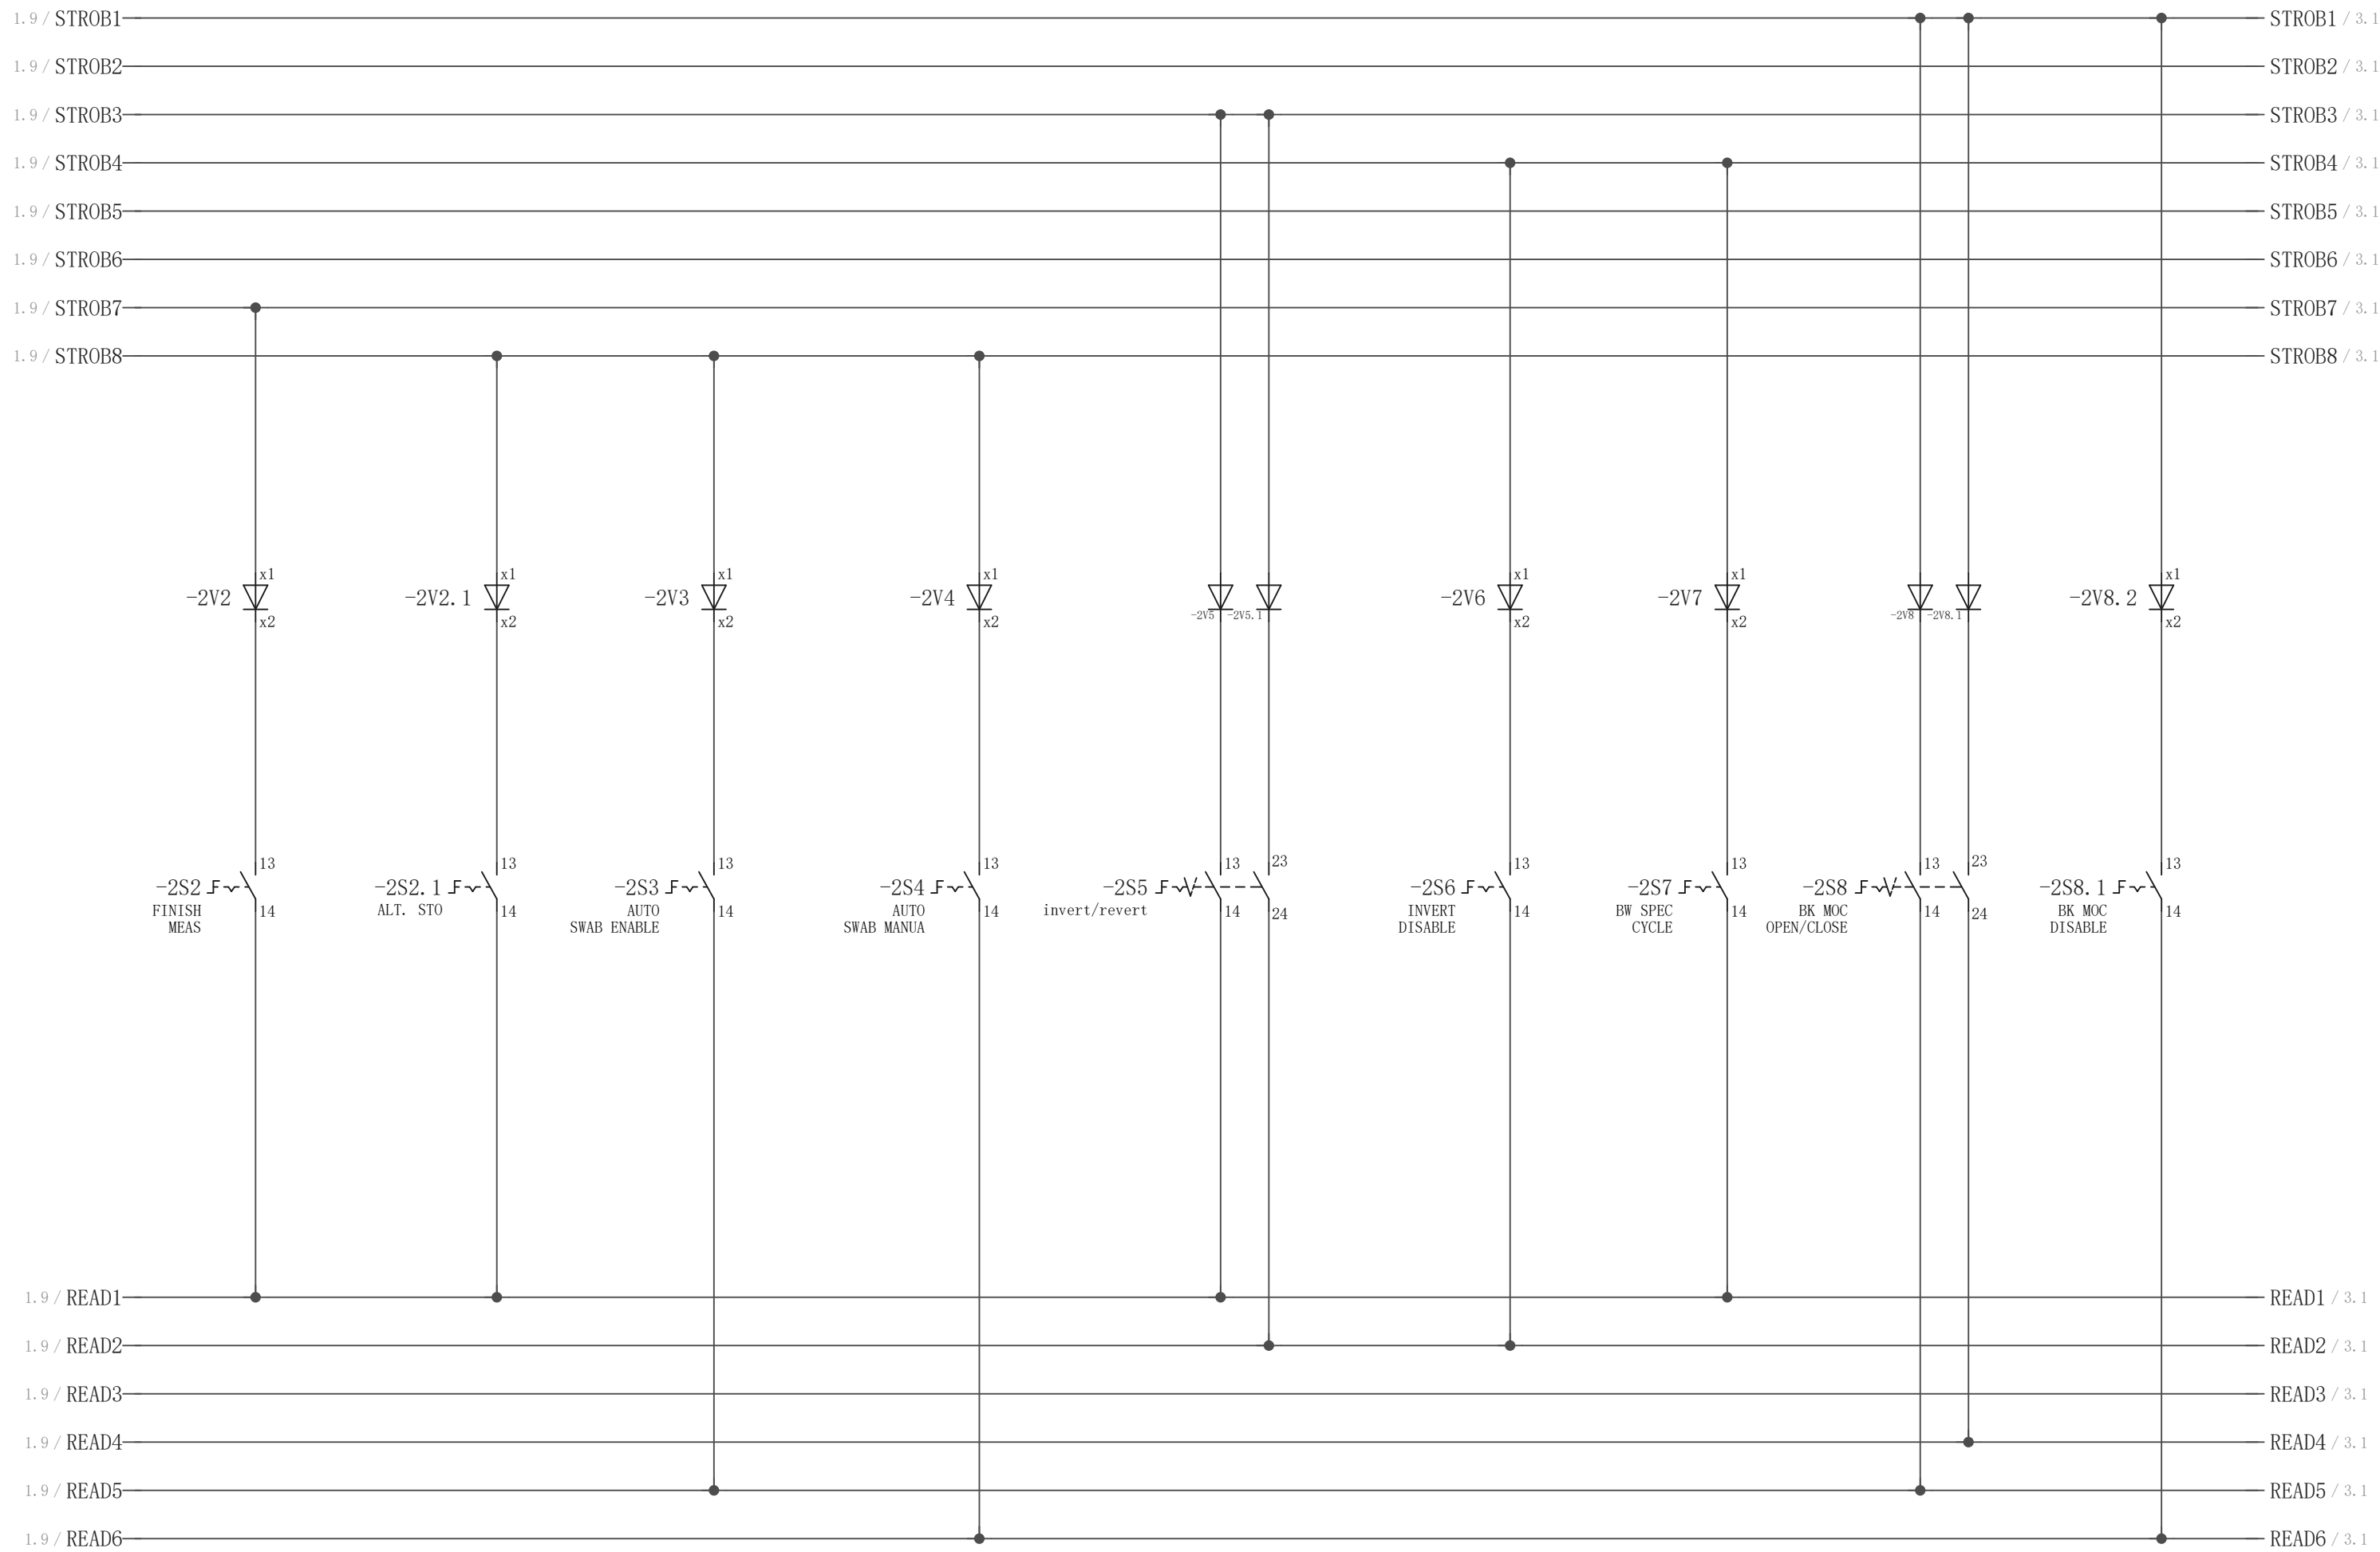 1.9 / STROB1 STROB1 / 3.1
1.9 / STROB2 STROB2 / 3.1
1.9 / STROB3 STROB3 / 3.1
1.9 / STROB4 STROB4 / 3.1
1.9 / STROB5 STROB5 / 3.1
1.9 / STROB6 STROB6 / 3.1
1.9 / STROB7 STROB7 / 3.1
1.9 / STROB8 STROB8 / 3.1
x1 x1 x1 x1 x1 x1 x1
-2V2 -2V2.1 -2V3 -2V4 -2V6 -2V7 -2V8.2
-2V5 -2V5.1 -2V8 -2V8.1
x2 x2 x2 x2 x2 x2 x2
13 13 13 13 13 23 13 13 13 23 13
-2S2 -2S2.1 -2S3 -2S4 -2S5 -2S6 -2S7 -2S8 -2S8.1
14 14 14 14 14 24 14 14 14 24 14
FINISH ALT. STO AUTO AUTO invert/revert INVERT BW SPEC BK MOC BK MOC
MEAS SWAB ENABLE SWAB MANUA DISABLE CYCLE OPEN/CLOSE DISABLE
1.9 / READ1 READ1 / 3.1
1.9 / READ2 READ2 / 3.1
1.9 / READ3 READ3 / 3.1
1.9 / READ4 READ4 / 3.1
1.9 / READ5 READ5 / 3.1
1.9 / READ6 READ6 / 3.1